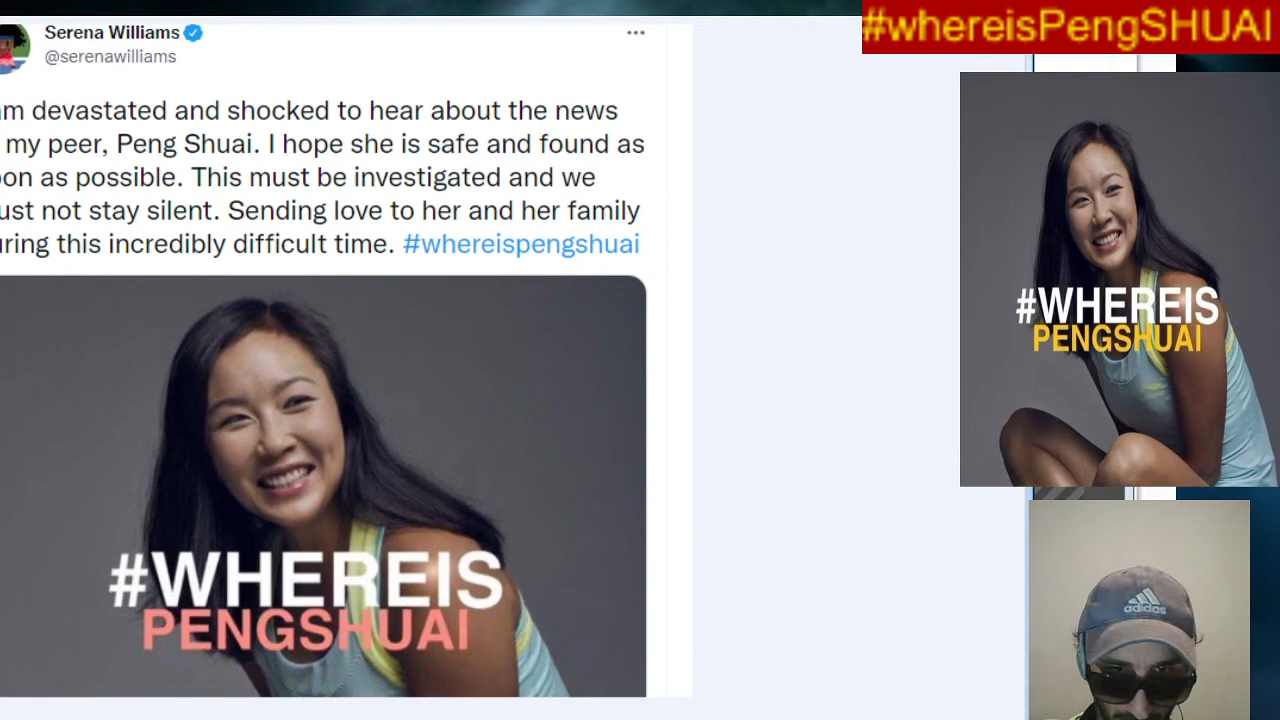 #whereisPengSHUAI
Serena Williams
@serenawilliams
am devastated and shocked to hear about the news
my peer, Peng Shuai. I hope she is safe and found as
oon as possible. This must be investigated and we
ust not stay silent. Sending love to her and her family
uring this incredibly difficult time. #whereispengshuai
#WHEREIS
PENGSHUAI
#WHEREIS
PENGSHUAI
adidas